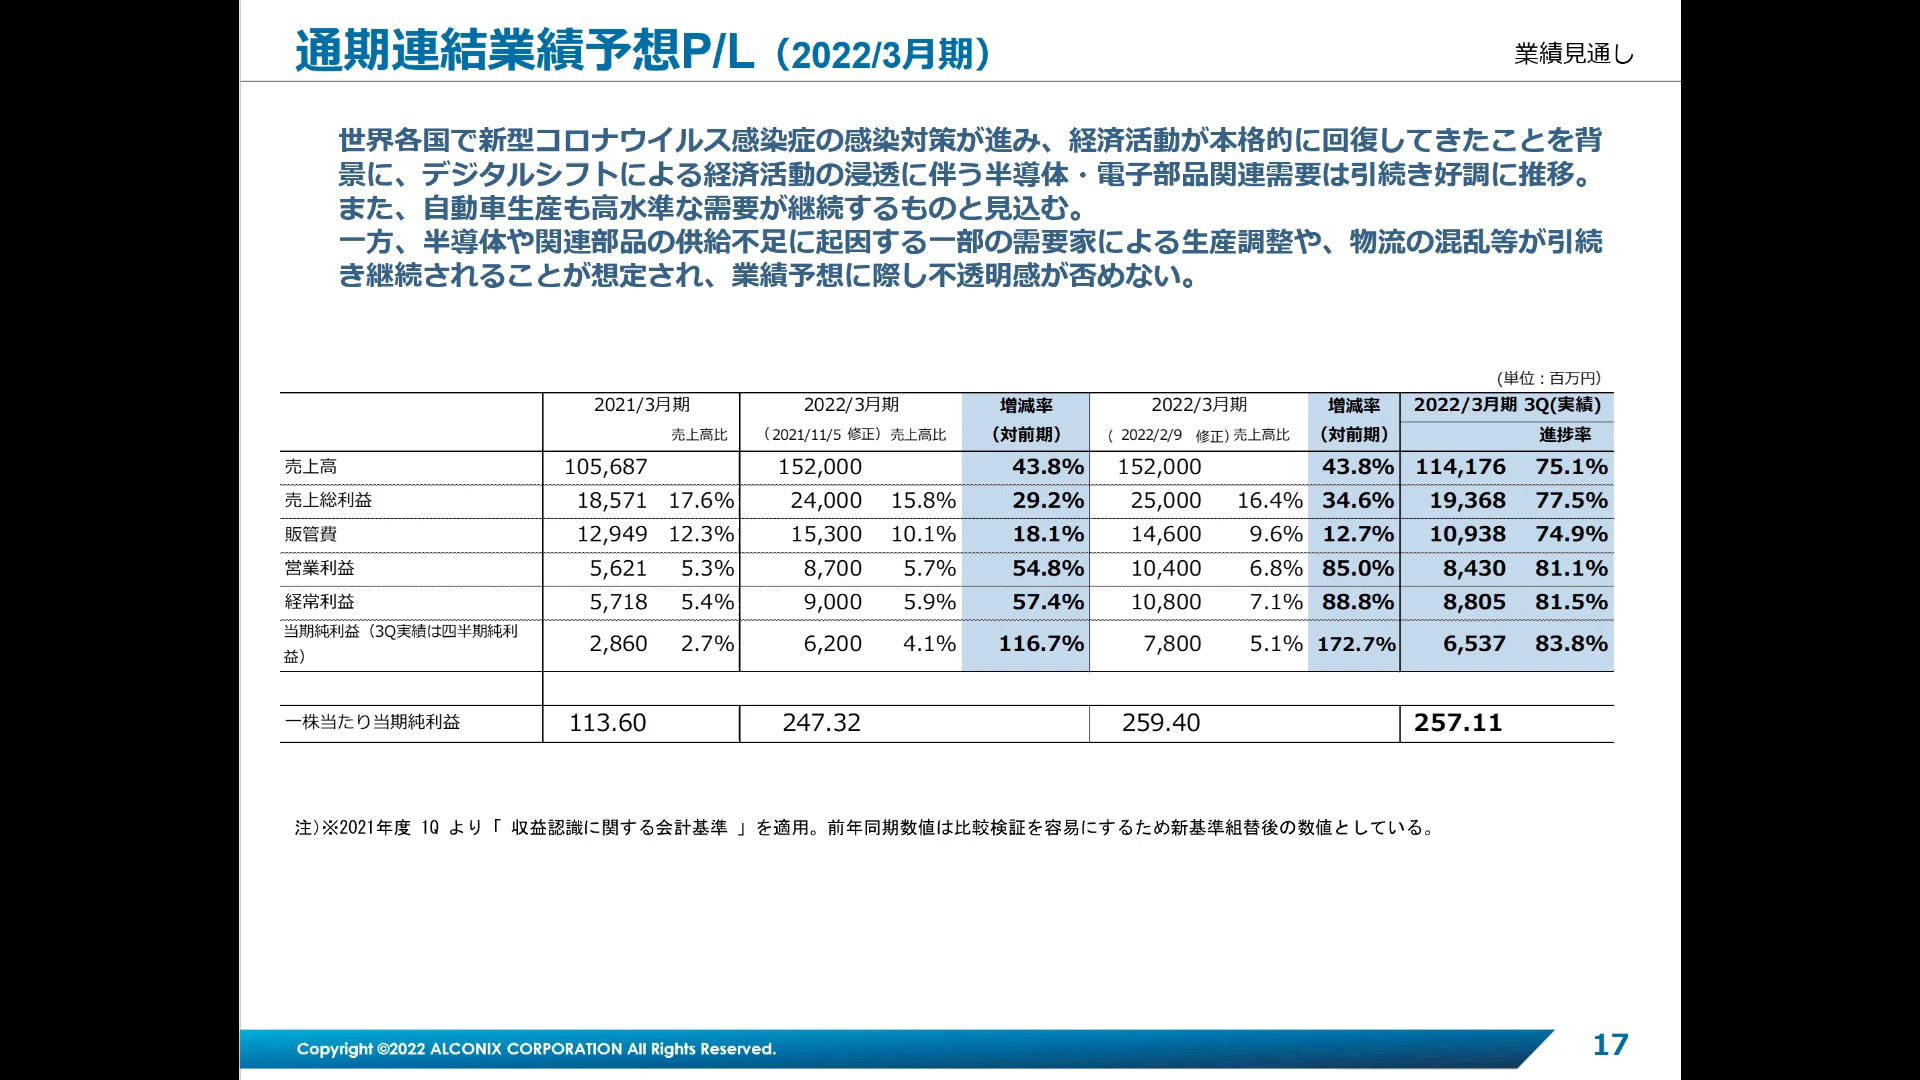 通期連結業績予想P/L（2022/3月期）
業績見通し
世界各国で新型コロナウイルス感染症の感染対策が進み、経済活動が本格的に回復してきたことを背
景に、デジタルシフトによる経済活動の浸透に伴う半導体・電子部品関連需要は引続き好調に推移。
また、自動車生産も高水準な需要が継続するものと見込む。
一方、半導体や関連部品の供給不足に起因する一部の需要家による生産調整や、物流の混乱等が引続
き継続されることが想定され、業績予想に際し不透明感が否めない。
(単位：百万円)
2021/3月期 2022/3月期 増減率 2022/3月期 増減率 2022/3月期 3Q(実績)
売上高比 （2021/11/5 修正）売上高比 （対前期） （ 2022/2/9 修正）売上高比 （対前期） 進捗率
売上高 105,687 152,000 43.8% 152,000 43.8% 114,176 75.1%
売上総利益 18,571 17.6% 24,000 15.8% 29.2% 25,000 16.4% 34.6% 19,368 77.5%
販管費 12,949 12.3% 15,300 10.1% 18.1% 14,600 9.6% 12.7% 10,938 74.9%
営業利益 5,621 5.3% 8,700 5.7% 54.8% 10,400 6.8% 85.0% 8,430 81.1%
経常利益 5,718 5.4% 9,000 5.9% 57.4% 10,800 7.1% 88.8% 8,805 81.5%
当期純利益（3Q実績は四半期純利
益） 2,860 2.7% 6,200 4.1% 116.7% 7,800 5.1% 172.7% 6,537 83.8%
一株当たり当期純利益 113.60 247.32 259.40 257.11
注)※2021年度 1Q より「 収益認識に関する会計基準 」を適用。前年同期数値は比較検証を容易にするため新基準組替後の数値としている。
Copyright ©2022 ALCONIX CORPORATION All Rights Reserved.
17